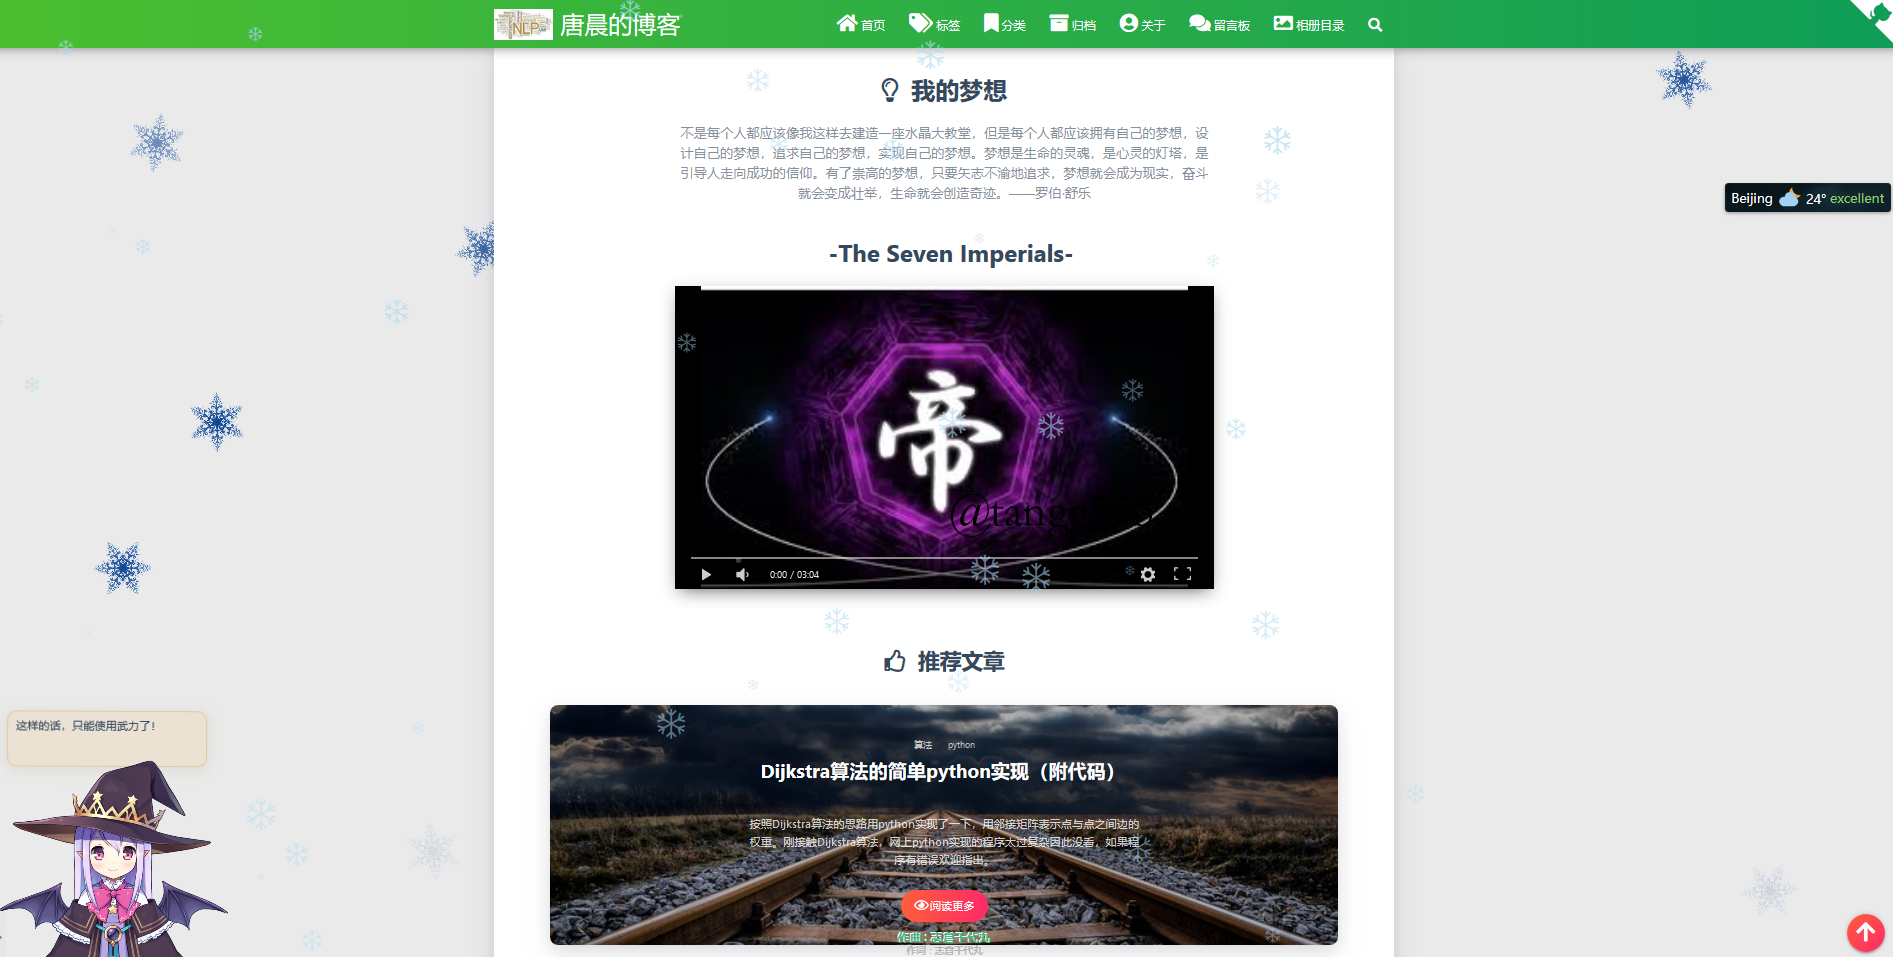 NLP
唐晨的博客
首页
标签
分类
归档
关于
留言板
相册目录
我的梦想
不是每个人都应该像我这样去建造一座水晶大教堂，但是每个人都应该拥有自己的梦想，设
计自己的梦想，追求自己的梦想，实现自己的梦想。梦想是生命的灵魂，是心灵的灯塔，是
引导人走向成功的信仰。有了崇高的梦想，只要矢志不渝地追求，梦想就会成为现实，奋斗
就会变成壮举，生命就会创造奇迹。——罗伯·舒乐
Beijing 24° excellent
-The Seven Imperials-
帝
0:00 / 03:04
推荐文章
算法 python
Dijkstra算法的简单python实现（附代码）
按照Dijkstra算法的思路用python实现了一下，用邻接矩阵表示点与点之间边的
权重。刚接触Dijkstra算法，网上python实现的程序太过复杂因此没看，如果程
序有错误欢迎指出。
阅读更多
作曲 : 志倉千代丸
作词 : 志倉千代丸
这样的话，只能使用武力了！